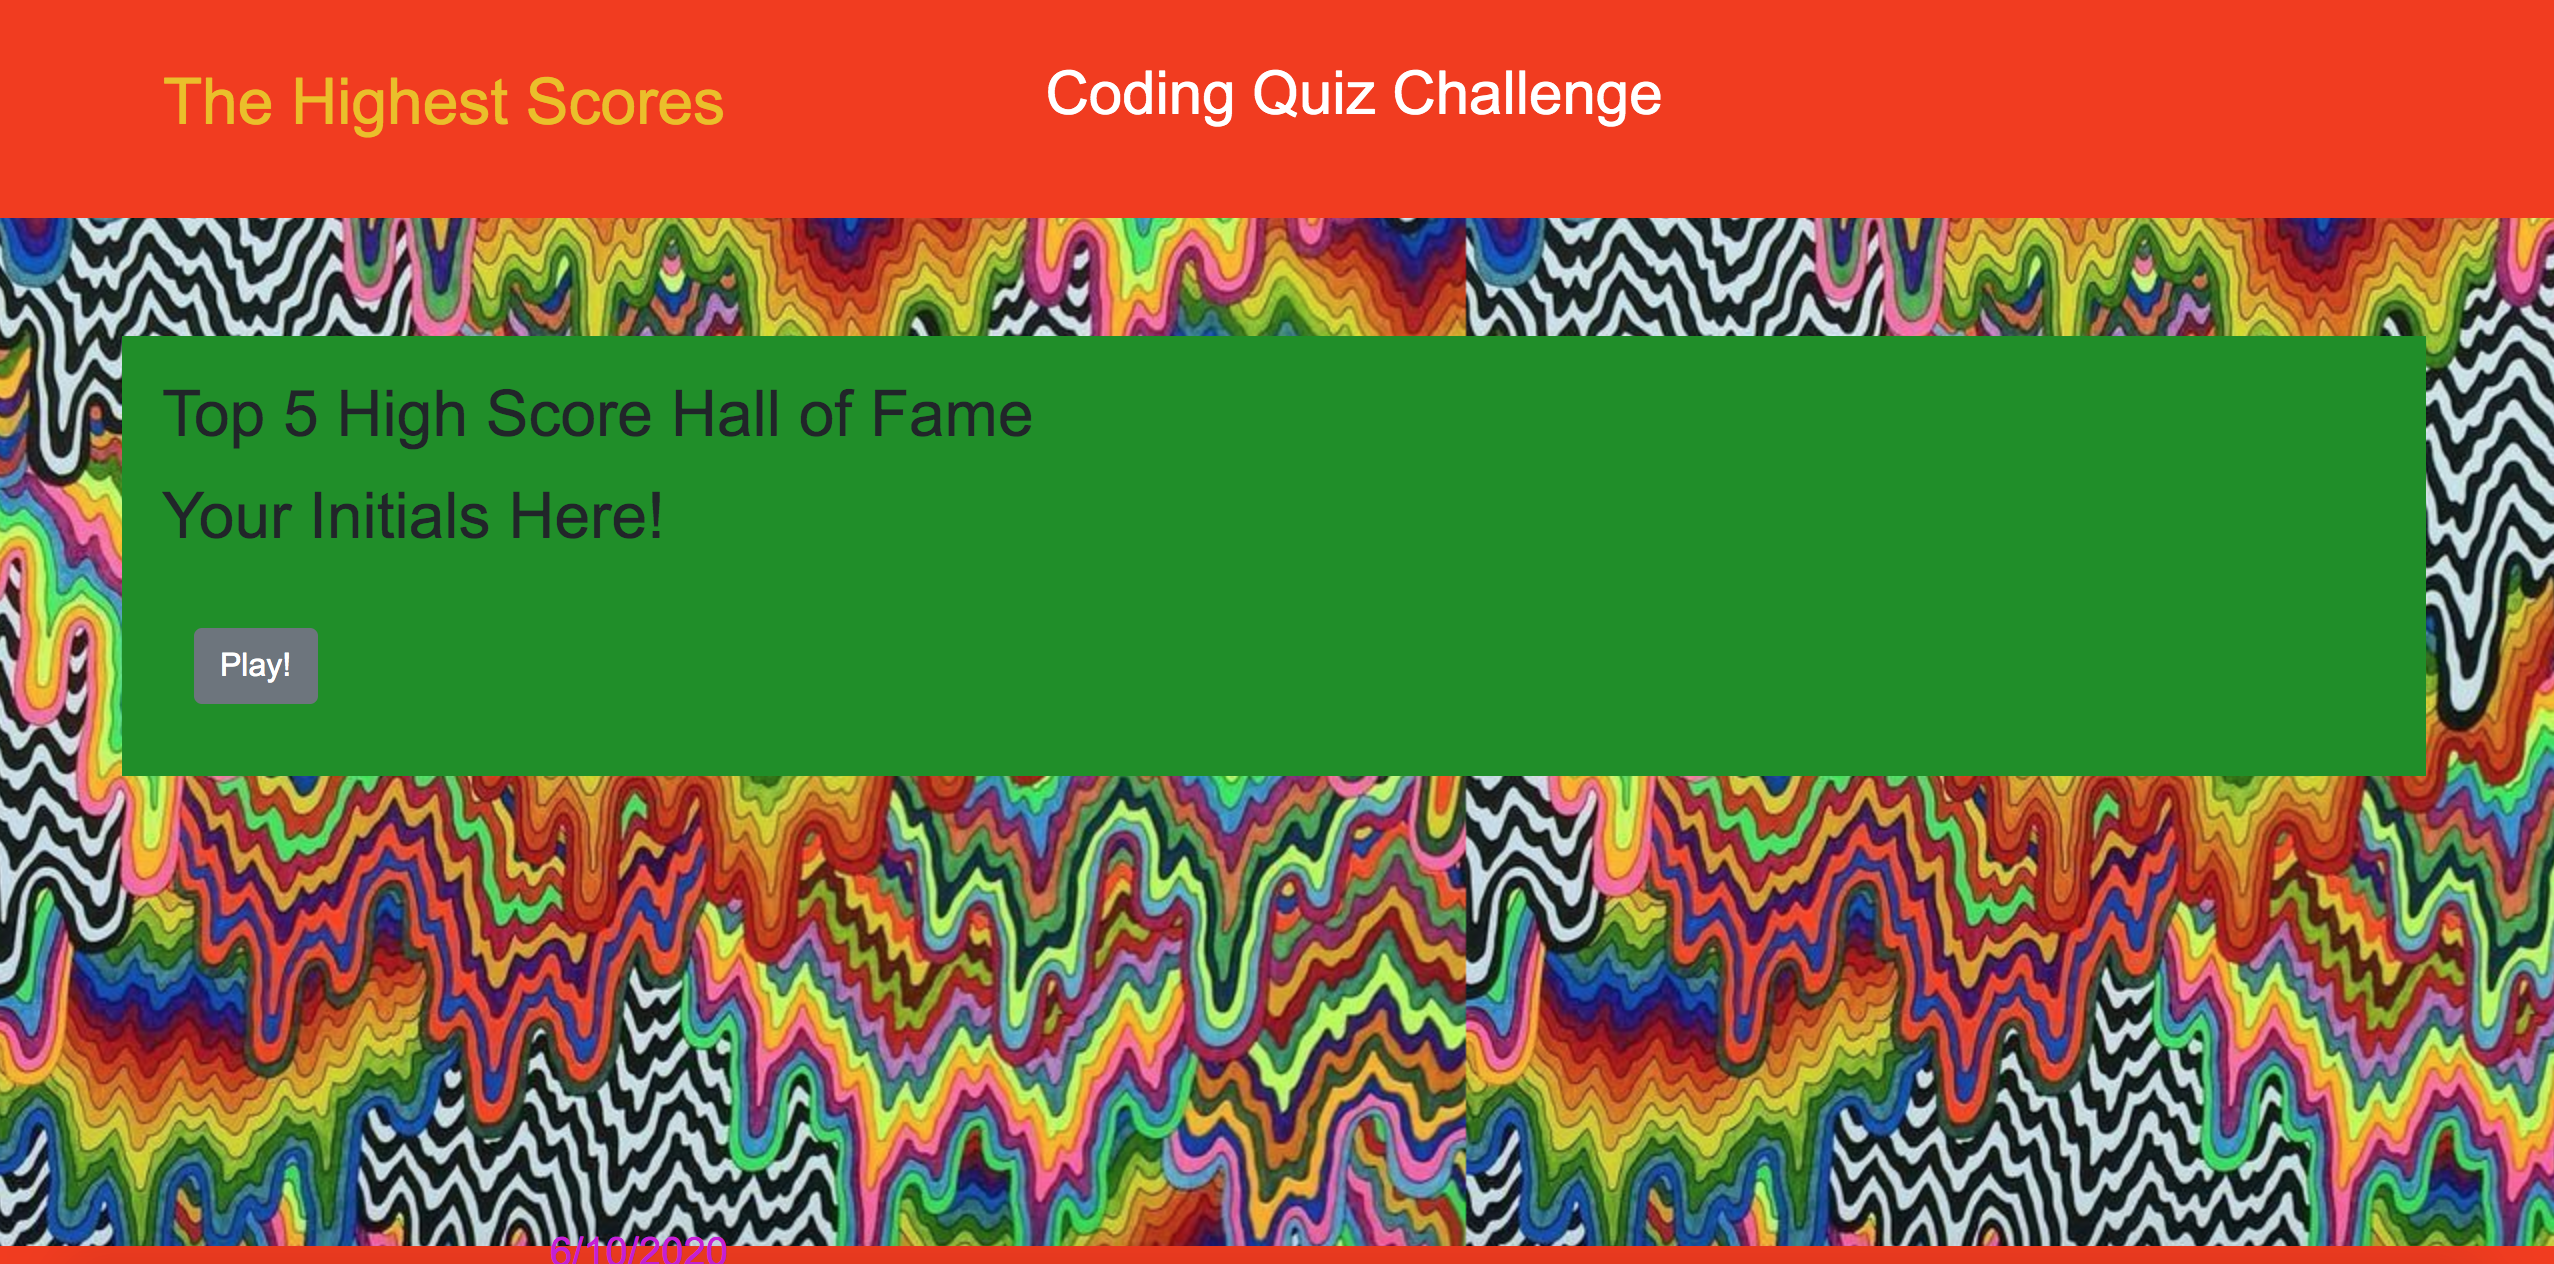 The Highest Scores
Coding Quiz Challenge
Top 5 High Score Hall of Fame
Your Initials Here!
Play!
6/10/2020